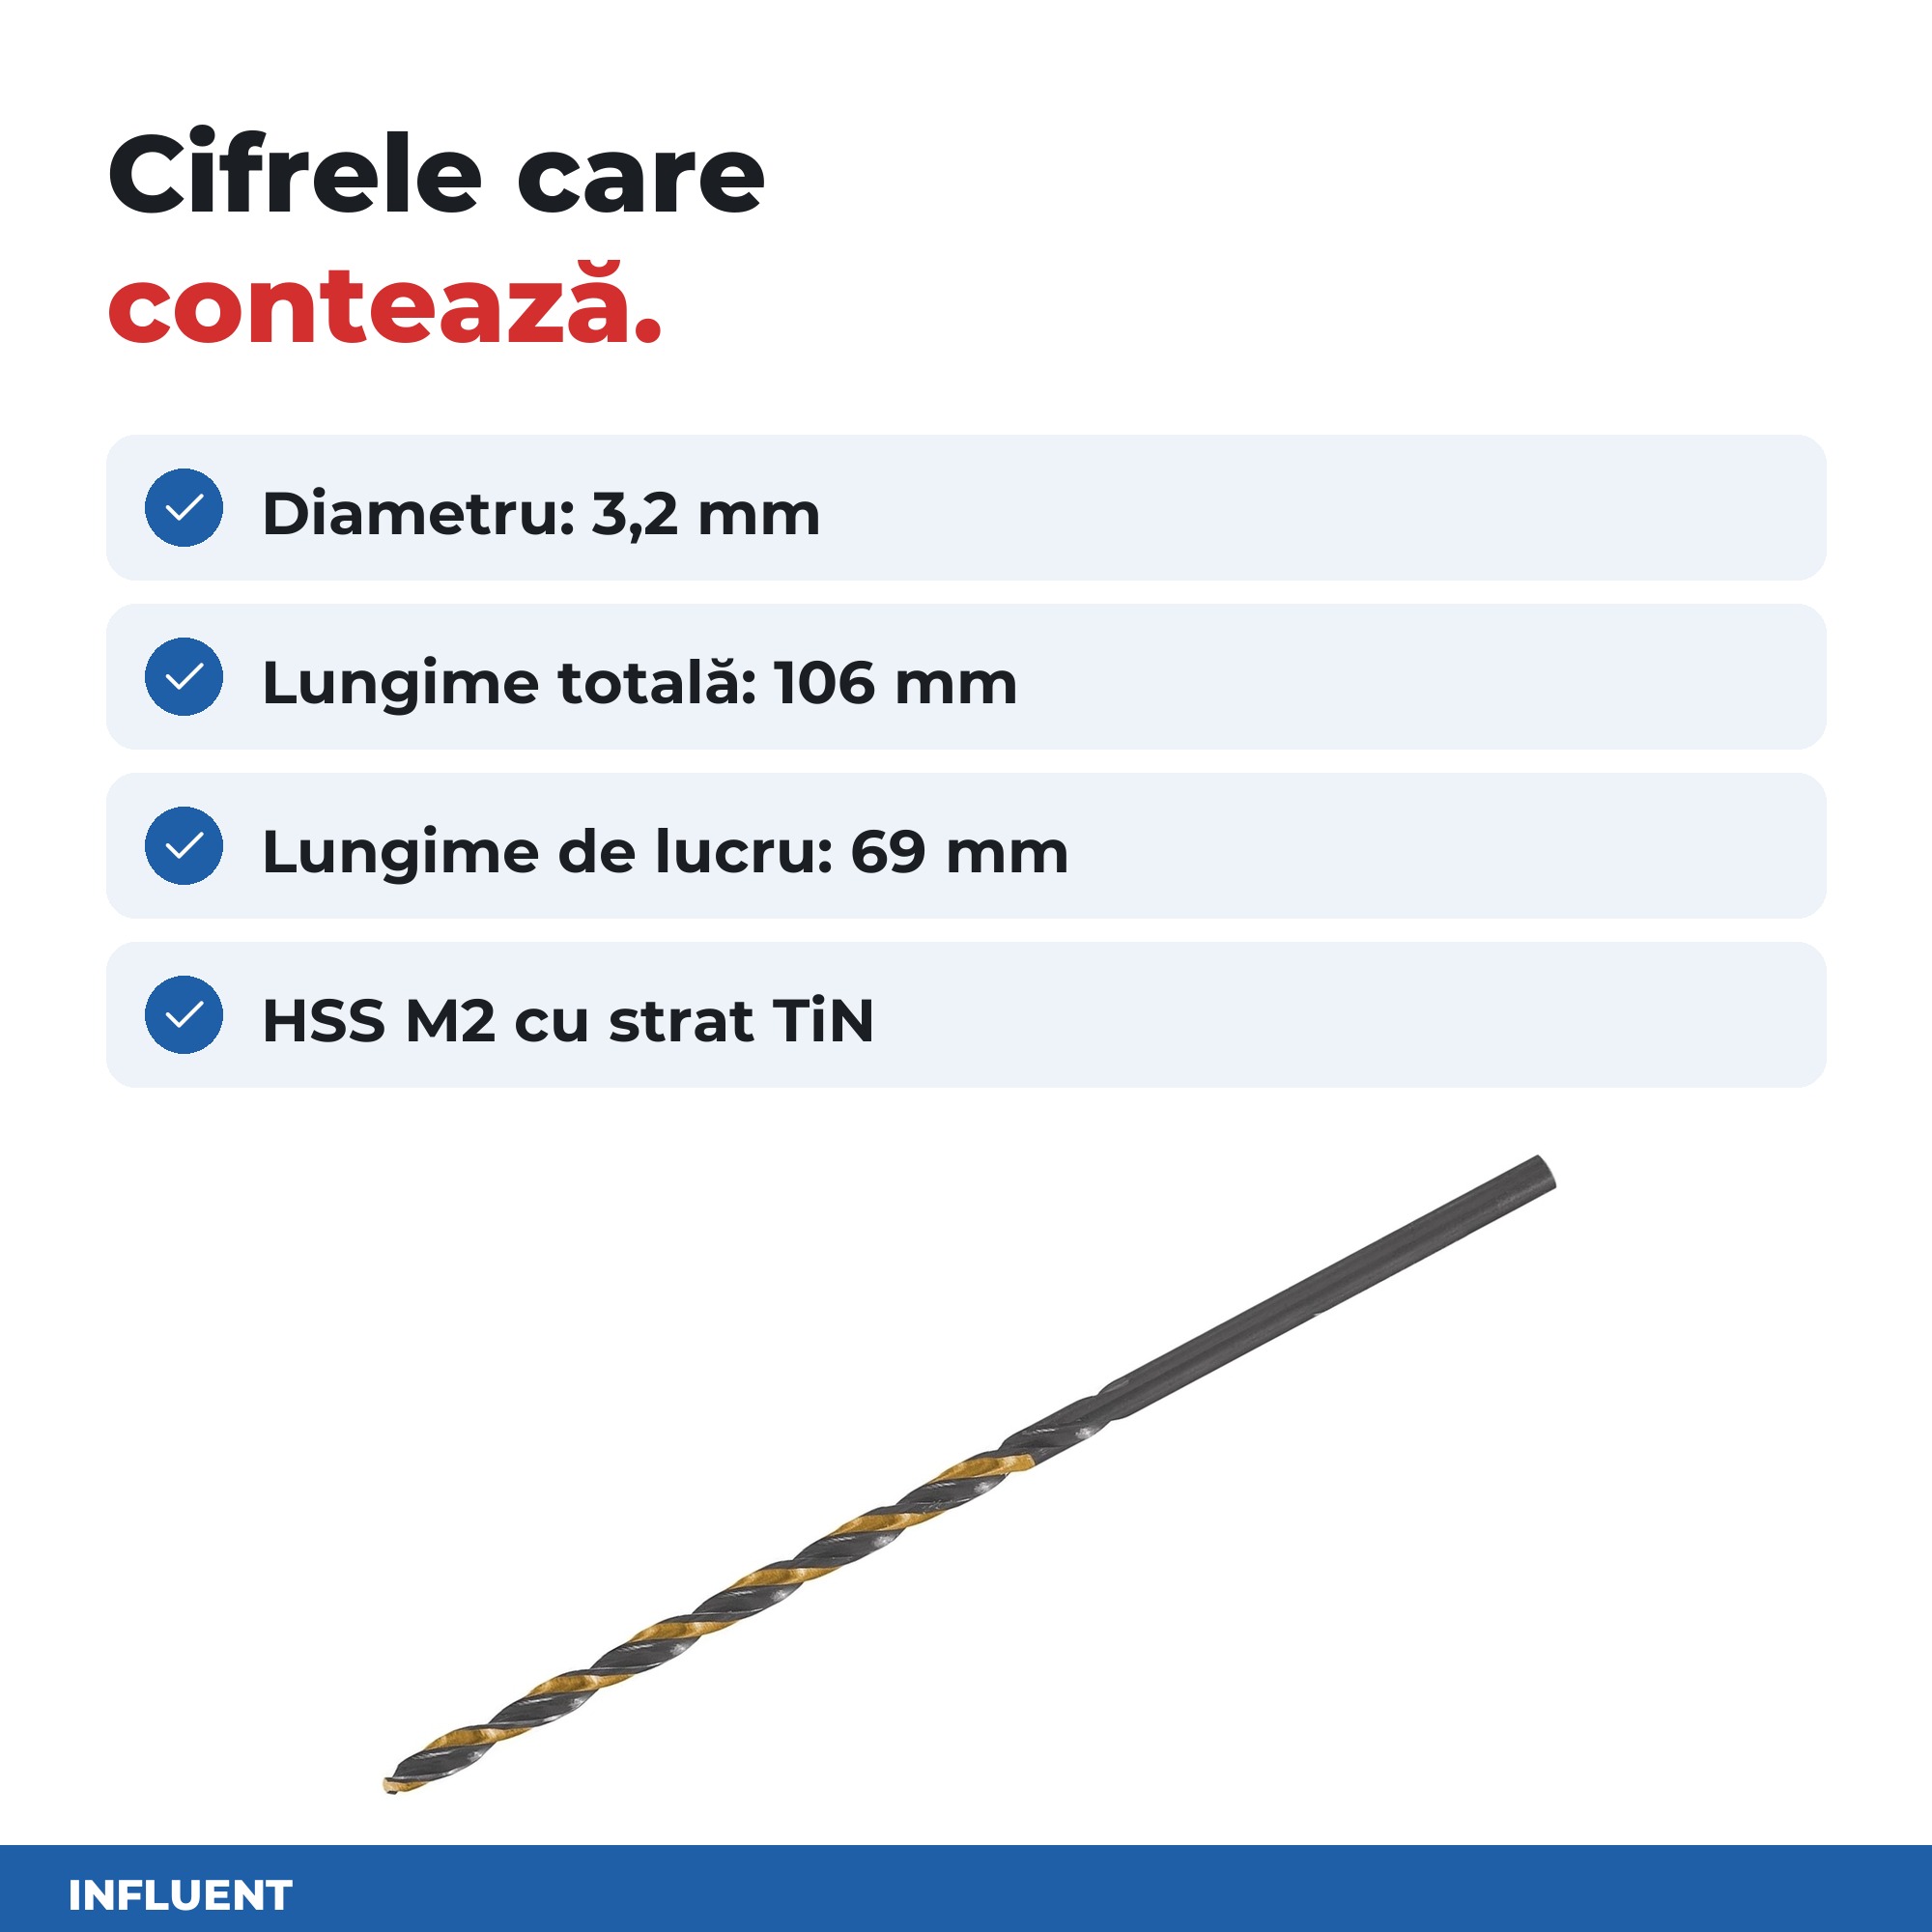 Cifrele care
contează.
Diametru: 3,2 mm
Lungime totală: 106 mm
Lungime de lucru: 69 mm
HSS M2 cu strat TiN
INFLUENT